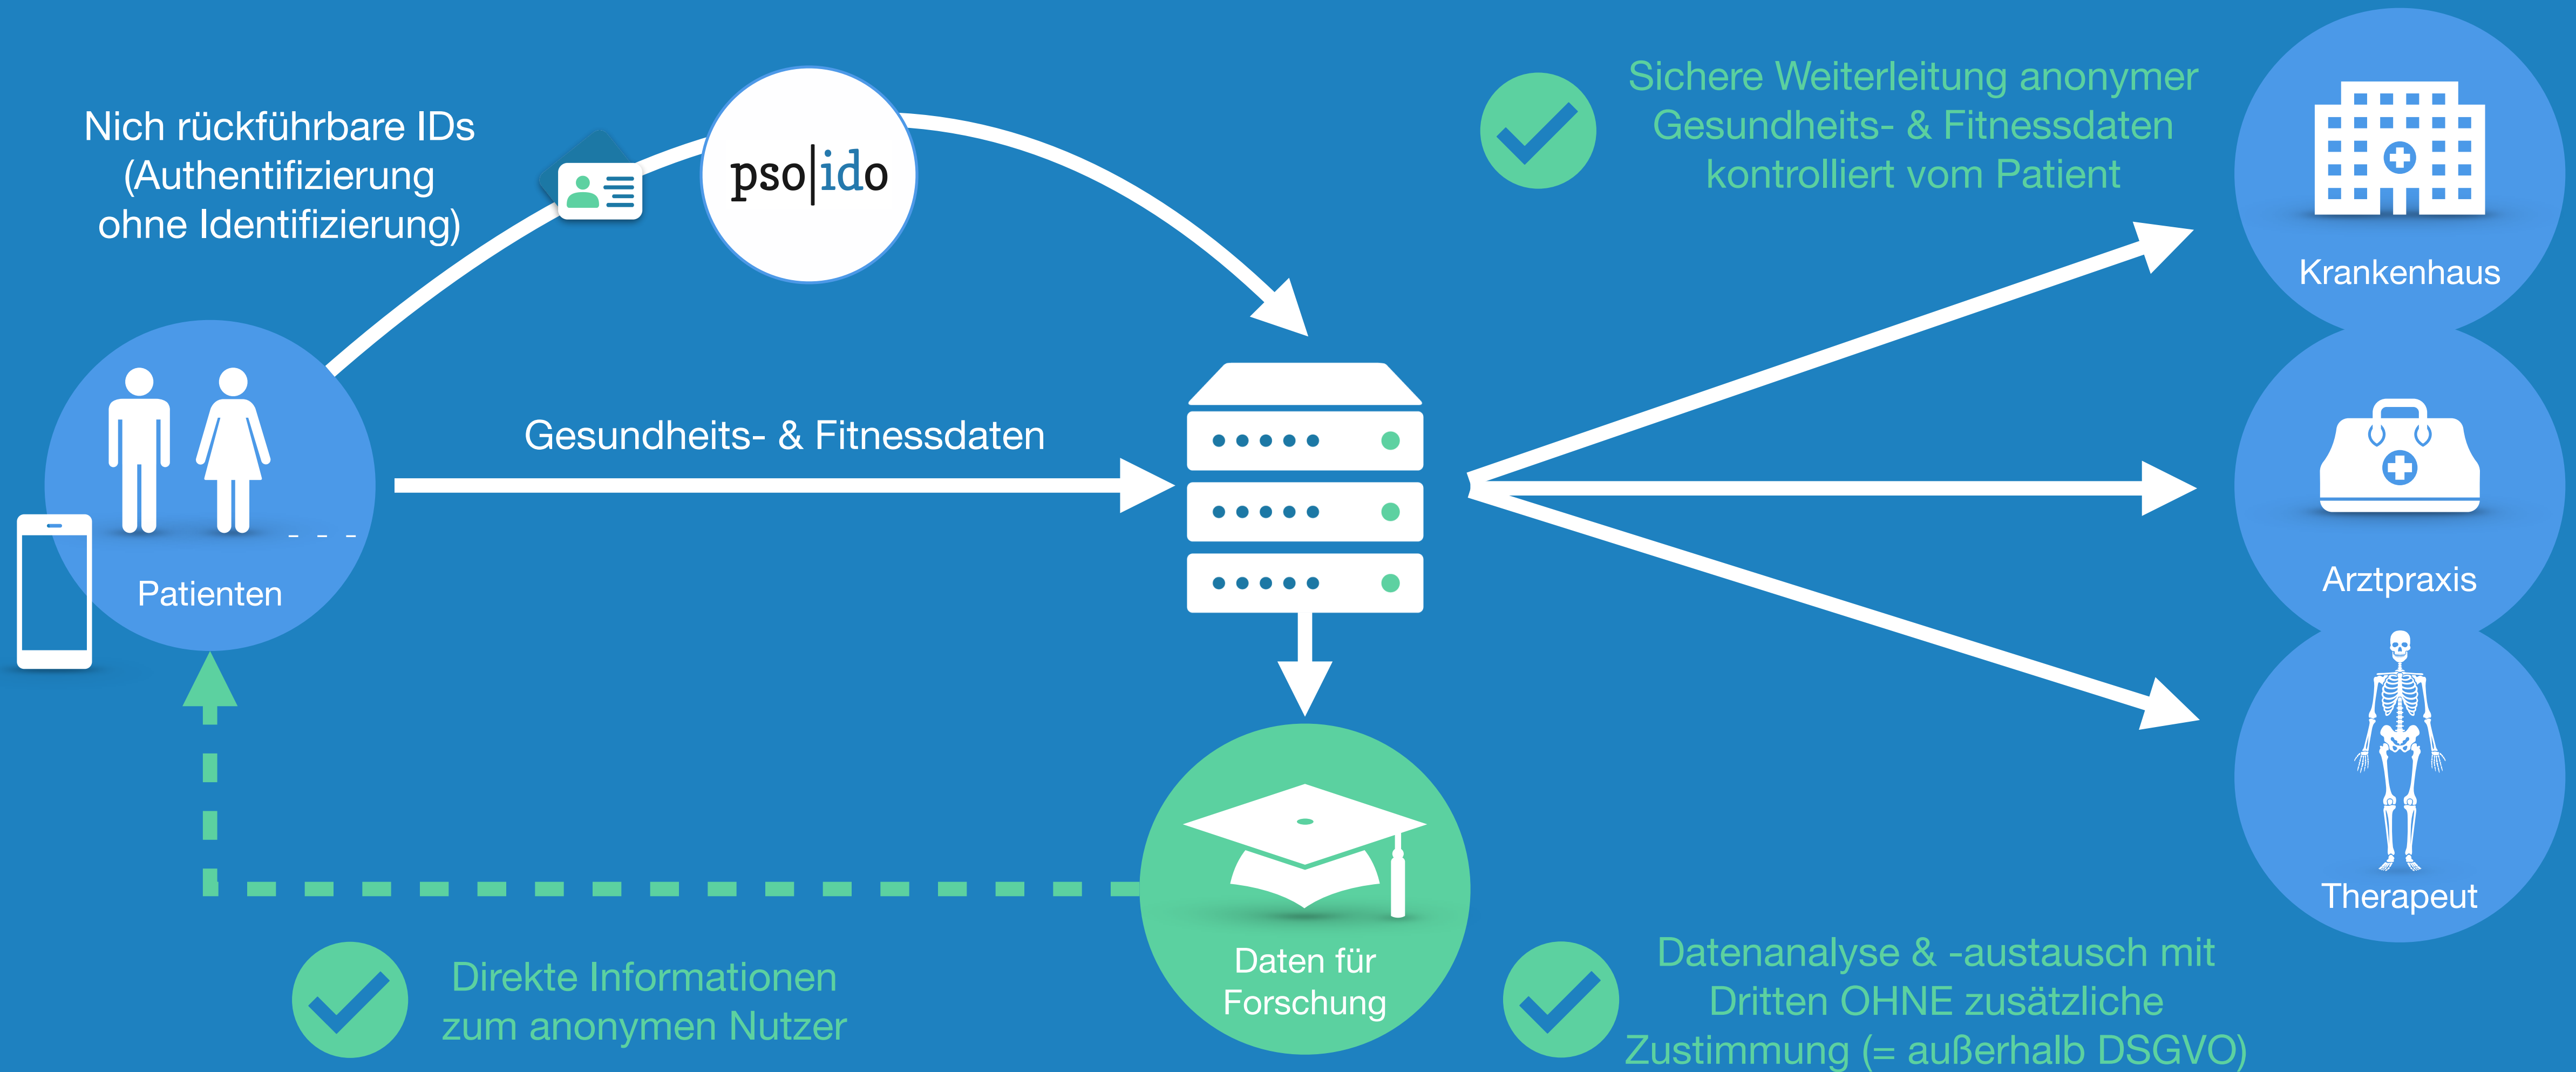 Nich rückführbare IDs
(Authentifizierung
ohne Identifizierung)
pso|ido
Sichere Weiterleitung anonymer
Gesundheits- & Fitnessdaten
kontrolliert vom Patient
Krankenhaus
Gesundheits- & Fitnessdaten
Patienten
Arztpraxis
Therapeut
Daten für
Forschung
Direkte Informationen
zum anonymen Nutzer
Datenanalyse & -austausch mit
Dritten OHNE zusätzliche
Zustimmung (= außerhalb DSGVO)